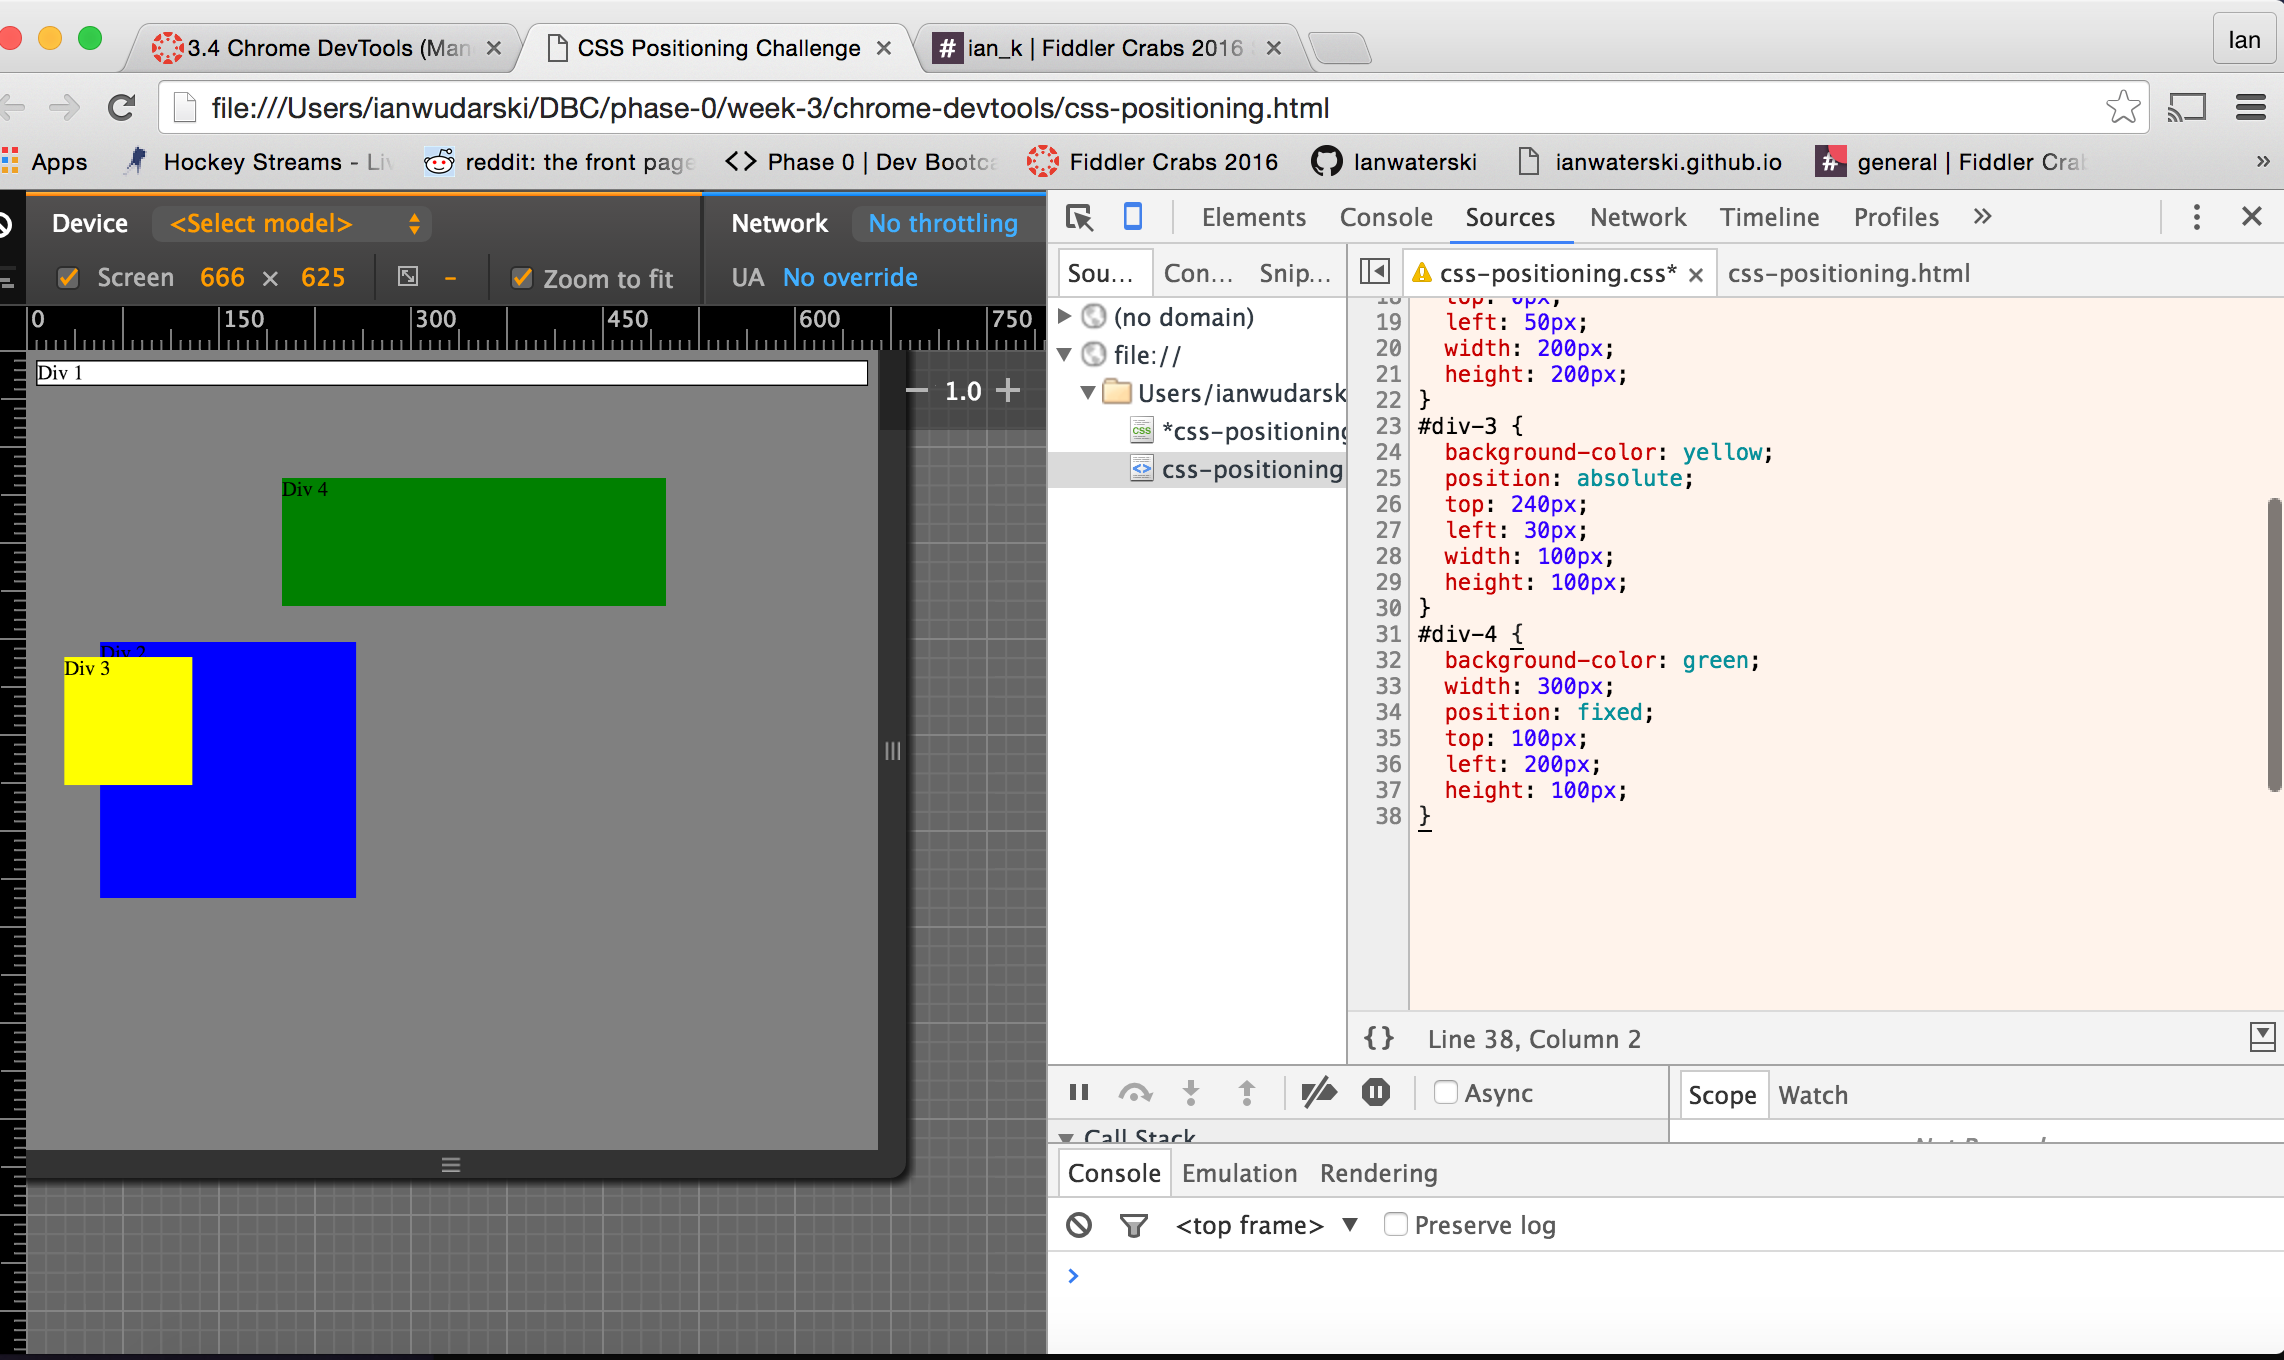 3.4 Chrome DevTools (Man
CSS Positioning Challenge
ian_k | Fiddler Crabs 2016
Ian
file:///Users/ianwudarski/DBC/phase-0/week-3/chrome-devtools/css-positioning.html
Apps
Hockey Streams - Liv
reddit: the front page
<> Phase 0 | Dev Bootca
Fiddler Crabs 2016
Ianwaterski
ianwaterski.github.io
general | Fiddler Crab
»
Device <Select model>
Network No throttling
Screen 666 × 625
- Zoom to fit
UA No override
0 150 300 450 600 750
Div 1
- 1.0 +
Div 4
Div 2
Div 3
Elements Console Sources Network Timeline Profiles »
Sou... Con... Snip...
css-positioning.css* × css-positioning.html
(no domain)
file://
Users/ianwudarsk
*css-positioning
css-positioning
18 top: 0px;
19 left: 50px;
20 width: 200px;
21 height: 200px;
22 }
23 #div-3 {
24 background-color: yellow;
25 position: absolute;
26 top: 240px;
27 left: 30px;
28 width: 100px;
29 height: 100px;
30 }
31 #div-4 {
32 background-color: green;
33 width: 300px;
34 position: fixed;
35 top: 100px;
36 left: 200px;
37 height: 100px;
38 }
{} Line 38, Column 2
Async
Scope Watch
Call Stack
Console Emulation Rendering
<top frame> ▼ Preserve log
>